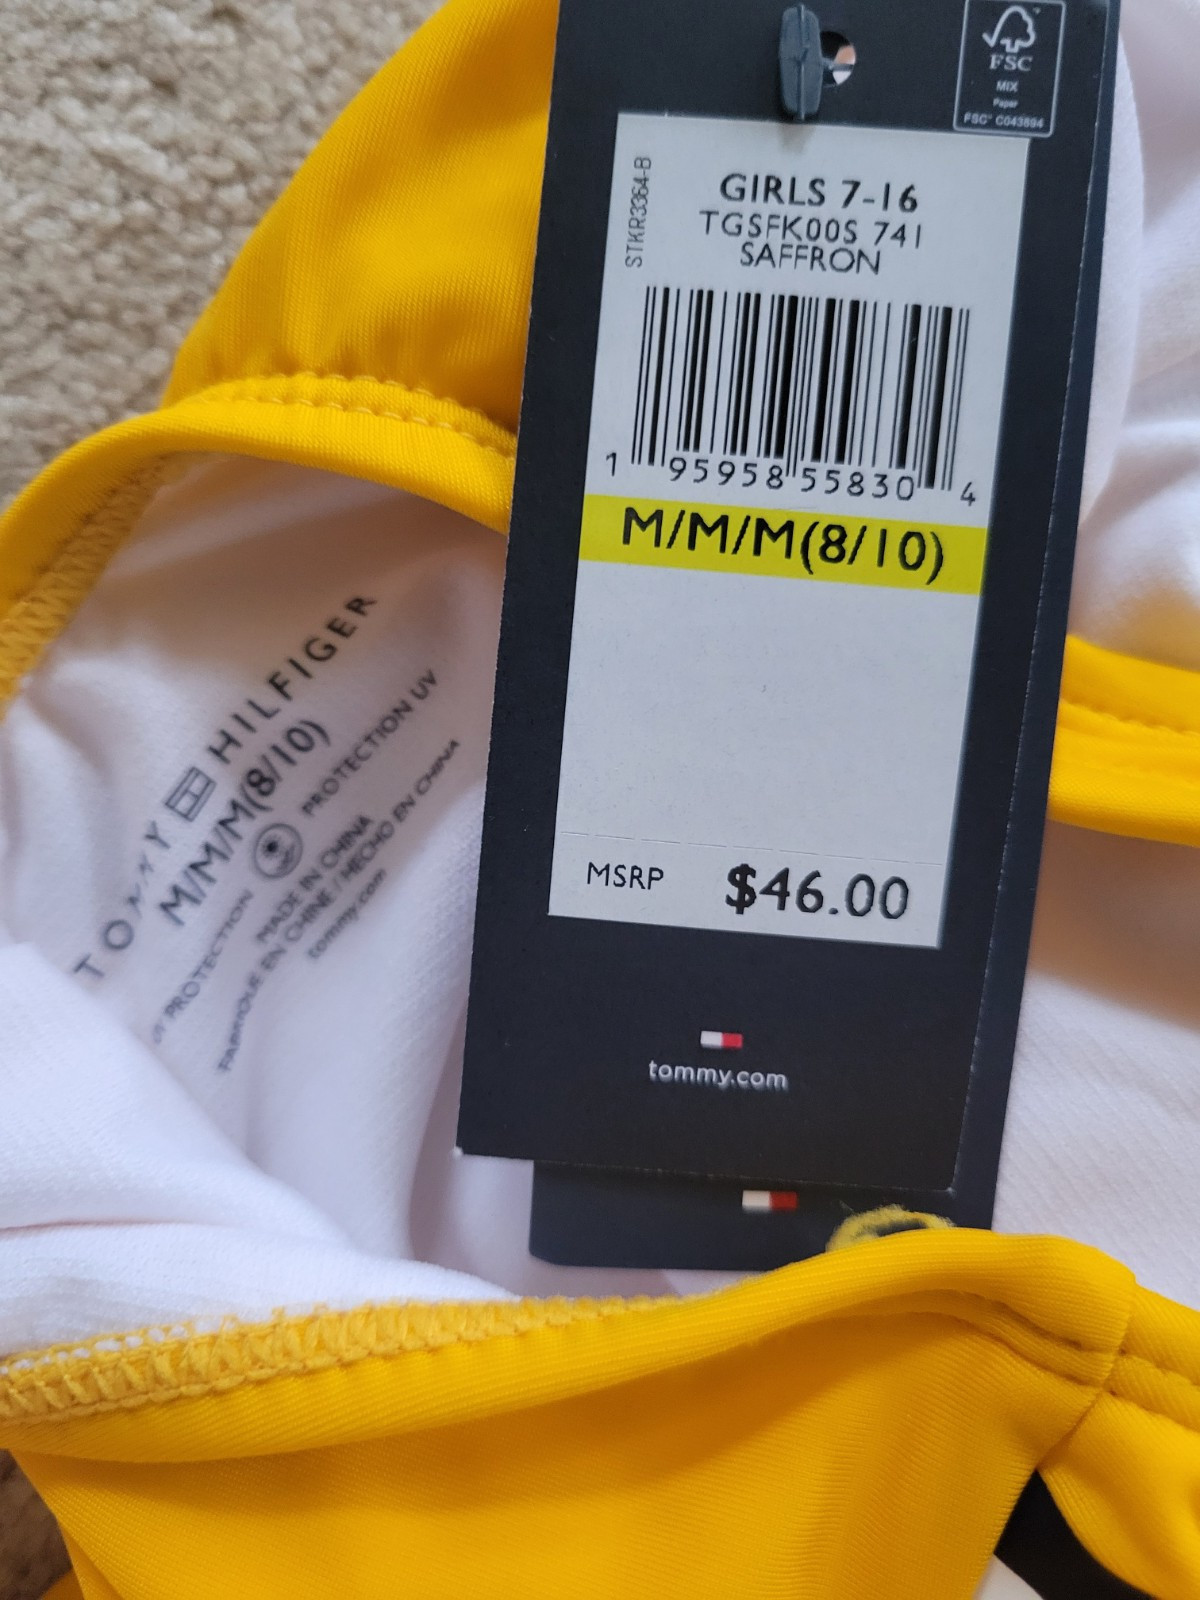 FSC
MIX
Paper
FSC® C043894
STKR3364-B
GIRLS 7-16
TGSFK00S 741
SAFFRON
1 95958 55830 4
M/M/M(8/10)
MSRP $46.00
tommy.com
TOMMY HILFIGER
M/M/M(8/10)
UV PROTECTION PROTECTION UV
MADE IN CHINA
FABRIQUE EN CHINE / HECHO EN CHINA
tommy.com